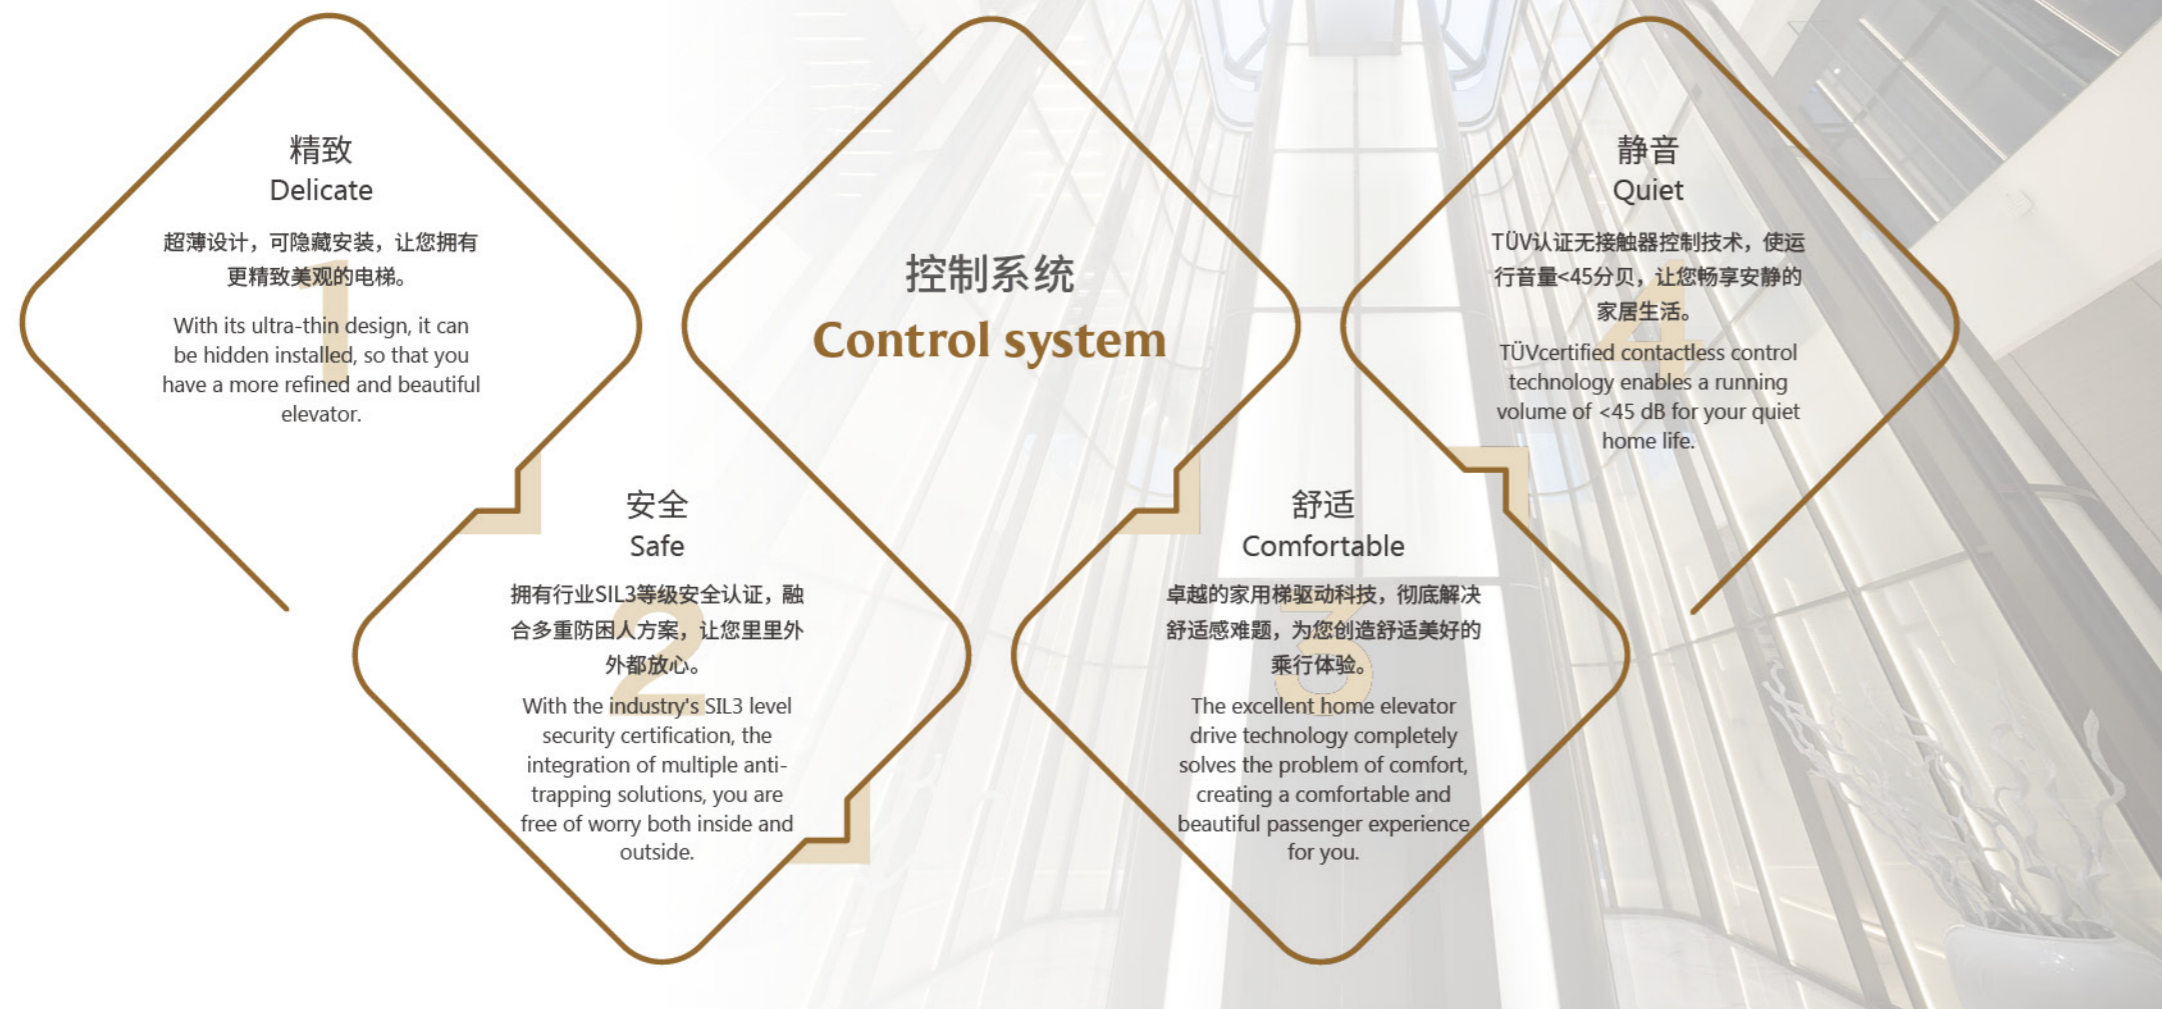 精致
Delicate
超薄设计，可隐藏安装，让您拥有
更精致美观的电梯。
With its ultra-thin design, it can
be hidden installed, so that you
have a more refined and beautiful
elevator.
1
控制系统
Control system
静音
Quiet
TÜV认证无接触器控制技术，使运
行音量<45分贝，让您畅享安静的
家居生活。
TÜVcertified contactless control
technology enables a running
volume of <45 dB for your quiet
home life.
4
安全
Safe
拥有行业SIL3等级安全认证，融
合多重防困人方案，让您里里外
外都放心。
With the industry's SIL3 level
security certification, the
integration of multiple anti-
trapping solutions, you are
free of worry both inside and
outside.
2
舒适
Comfortable
卓越的家用梯驱动科技，彻底解决
舒适感难题，为您创造舒适美好的
乘行体验。
The excellent home elevator
drive technology completely
solves the problem of comfort,
creating a comfortable and
beautiful passenger experience
for you.
3